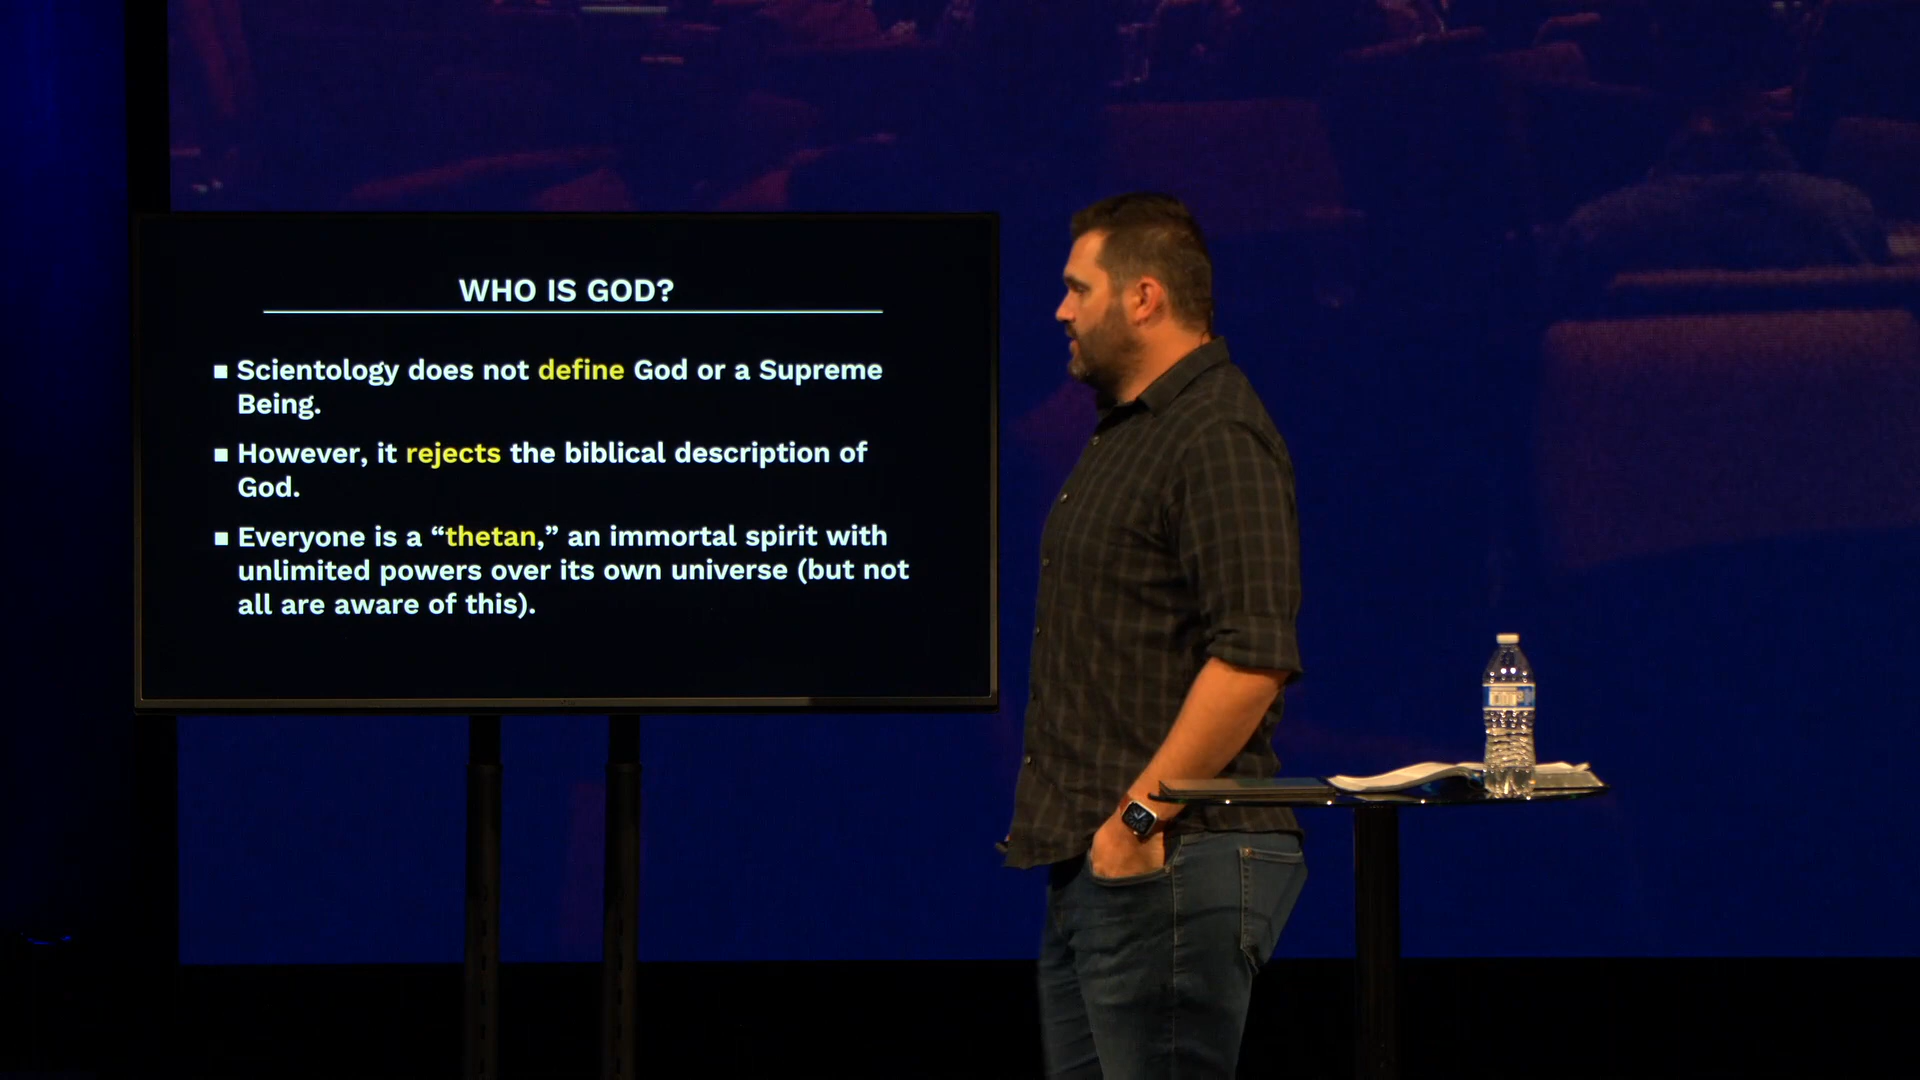 WHO IS GOD?
■ Scientology does not define God or a Supreme
Being.
■ However, it rejects the biblical description of
God.
■ Everyone is a “thetan,” an immortal spirit with
unlimited powers over its own universe (but not
all are aware of this).